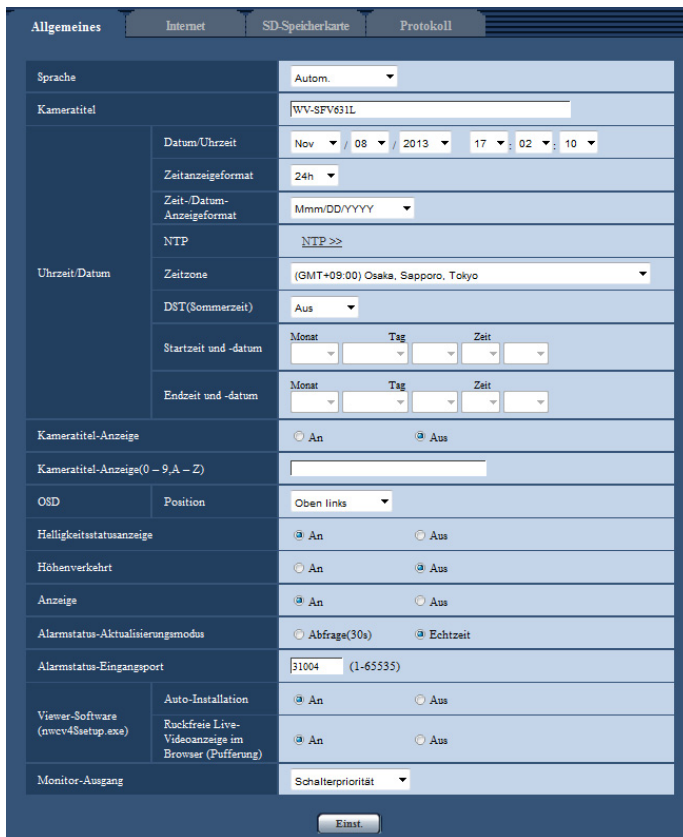 Allgemeines Internet SD-Speicherkarte Protokoll
Sprache Autom.
Kameratitel WV-SFV631L
Uhrzeit/Datum
Datum/Uhrzeit Nov / 08 / 2013 17 : 02 : 10
Zeitanzeigeformat 24h
Zeit-/Datum-
Anzeigeformat Mmm/DD/YYYY
NTP NTP >>
Zeitzone (GMT+09:00) Osaka, Sapporo, Tokyo
DST(Sommerzeit) Aus
Startzeit und -datum Monat Tag Zeit
Endzeit und -datum Monat Tag Zeit
Kameratitel-Anzeige An Aus
Kameratitel-Anzeige(0 – 9,A – Z)
OSD Position Oben links
Helligkeitsstatusanzeige An Aus
Höhenverkehrt An Aus
Anzeige An Aus
Alarmstatus-Aktualisierungsmodus Abfrage(30s) Echtzeit
Alarmstatus-Eingangsport 31004 (1-65535)
Viewer-Software
(nwcv4Ssetup.exe)
Auto-Installation An Aus
Ruckfreie Live-
Videoanzeige im
Browser (Pufferung) An Aus
Monitor-Ausgang Schalterpriorität
Einst.